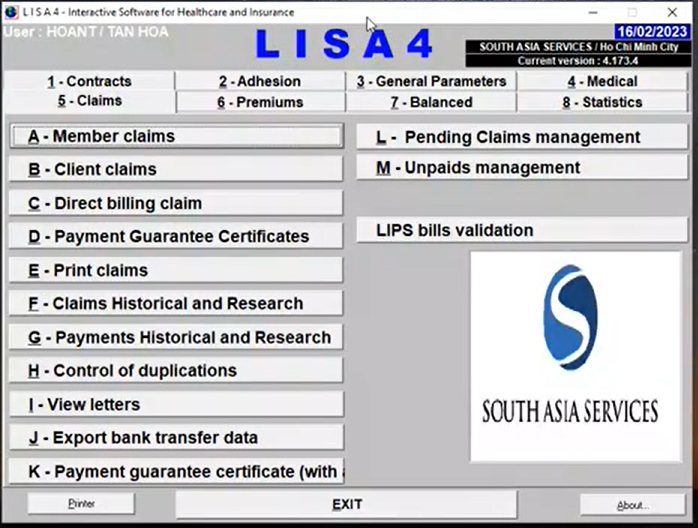 L I S A 4 - Interactive Software for Healthcare and Insurance
User : HOANT / TAN HOA
L I S A 4
16/02/2023
SOUTH ASIA SERVICES / Ho Chi Minh City
Current version : 4.173.4
1 - Contracts
2 - Adhesion
3 - General Parameters
4 - Medical
5 - Claims
6 - Premiums
7 - Balanced
8 - Statistics
A - Member claims
B - Client claims
C - Direct billing claim
D - Payment Guarantee Certificates
E - Print claims
F - Claims Historical and Research
G - Payments Historical and Research
H - Control of duplications
I - View letters
J - Export bank transfer data
K - Payment guarantee certificate (with
L - Pending Claims management
M - Unpaids management
LIPS bills validation
SOUTH ASIA SERVICES
Printer
EXIT
About...